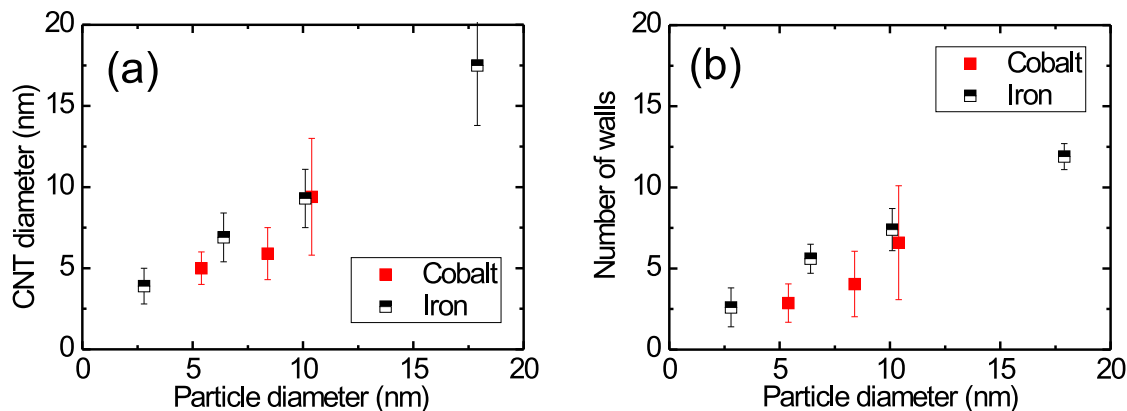 (a)
CNT diameter (nm)
20
15
10
5
0
Cobalt
Iron
0 5 10 15 20
Particle diameter (nm)
(b)
Number of walls
20
15
10
5
0
Cobalt
Iron
0 5 10 15 20
Particle diameter (nm)